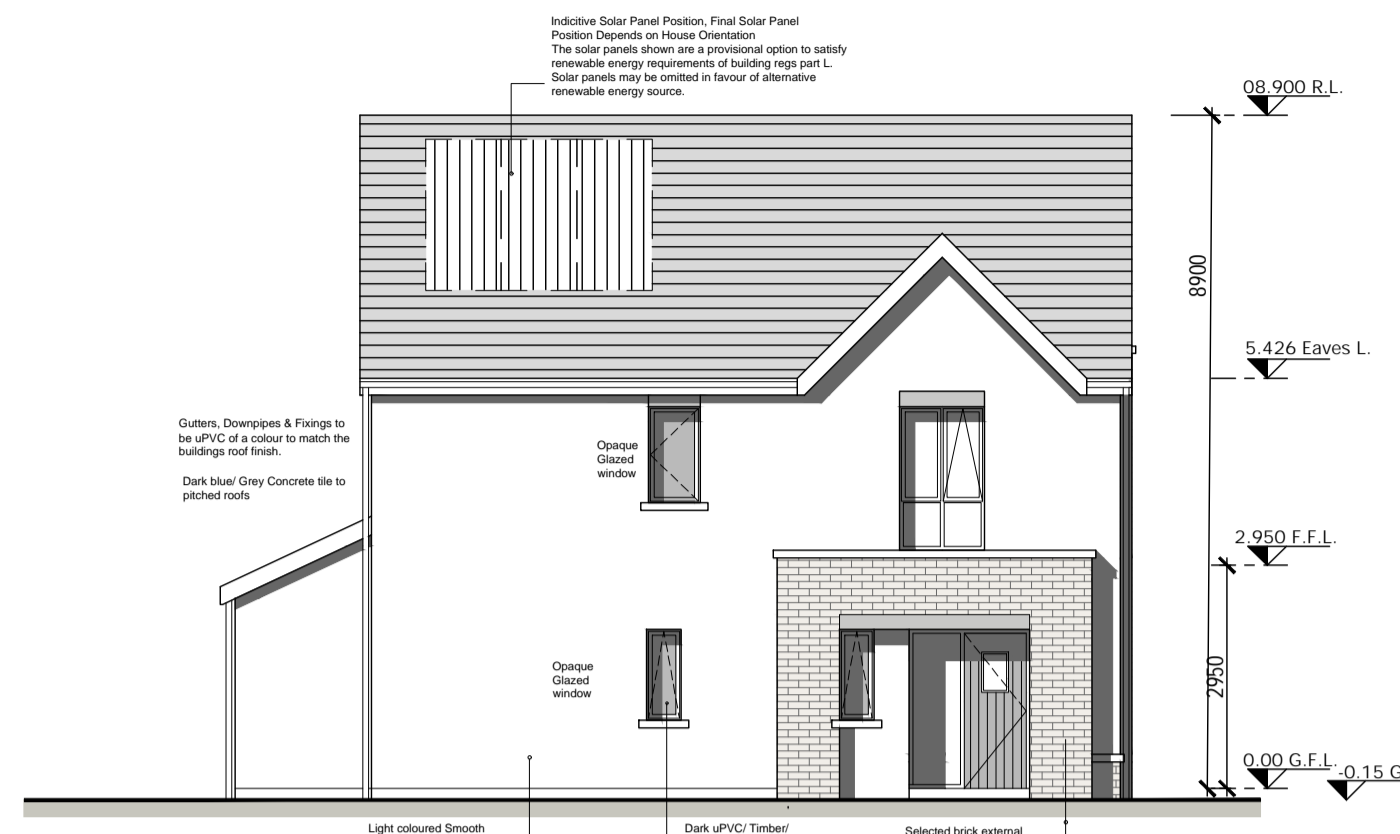 Indicitive Solar Panel Position, Final Solar Panel
Position Depends on House Orientation
The solar panels shown are a provisional option to satisfy
renewable energy requirements of building regs part L.
Solar panels may be omitted in favour of alternative
renewable energy source.
08.900 R.L.
8900
5.426 Eaves L.
Gutters, Downpipes & Fixings to
be uPVC of a colour to match the
buildings roof finish.
Dark blue/ Grey Concrete tile to
pitched roofs
Opaque
Glazed
window
2.950 F.F.L.
Opaque
Glazed
window
2950
0.00 G.F.L.
-0.15 G
Light coloured Smooth
Dark uPVC/ Timber/
Selected brick external